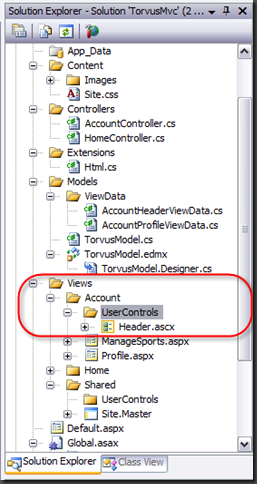 Solution Explorer - Solution 'TorvusMvc' (2 ...
App_Data
Content
Images
Site.css
Controllers
AccountController.cs
HomeController.cs
Extensions
Html.cs
Models
ViewData
AccountHeaderViewData.cs
AccountProfileViewData.cs
TorvusModel.cs
TorvusModel.edmx
TorvusModel.Designer.cs
Views
Account
UserControls
Header.ascx
ManageSports.aspx
Profile.aspx
Home
Shared
UserControls
Site.Master
Default.aspx
Global.asax
Solution Explorer Class View